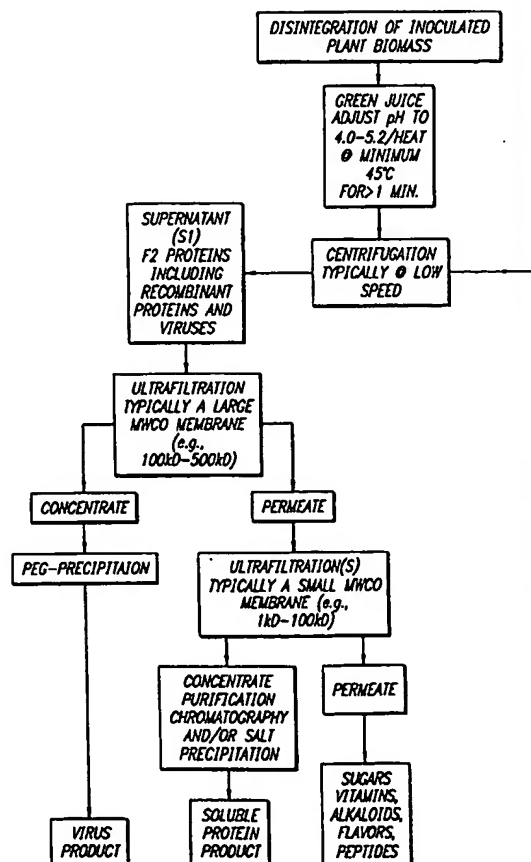 DISINTEGRATION OF INOCULATED
PLANT BIOMASS
GREEN JUICE
ADJUST pH TO
4.0-5.2/HEAT
@ MINIMUM
45℃
FOR>1 MIN.
SUPERNATANT
(S1)
F2 PROTEINS
INCLUDING
RECOMBINANT
PROTEINS AND
VIRUSES
CENTRIFUGATION
TYPICALLY @ LOW
SPEED
ULTRAFILTRATION
TYPICALLY A LARGE
MWCO MEMBRANE
(e.g.,
100kD-500kD)
CONCENTRATE
PERMEATE
PEG-PRECIPITAION
ULTRAFILTRATION(S)
TYPICALLY A SMALL MWCO
MEMBRANE (e.g.,
1kD-100kD)
CONCENTRATE
PURIFICATION
CHROMATOGRAPHY
AND/OR SALT
PRECIPITATION
PERMEATE
VIRUS
PRODUCT
SOLUBLE
PROTEIN
PRODUCT
SUGARS
VITAMINS,
ALKALOIDS,
FLAVORS,
PEPTIDES